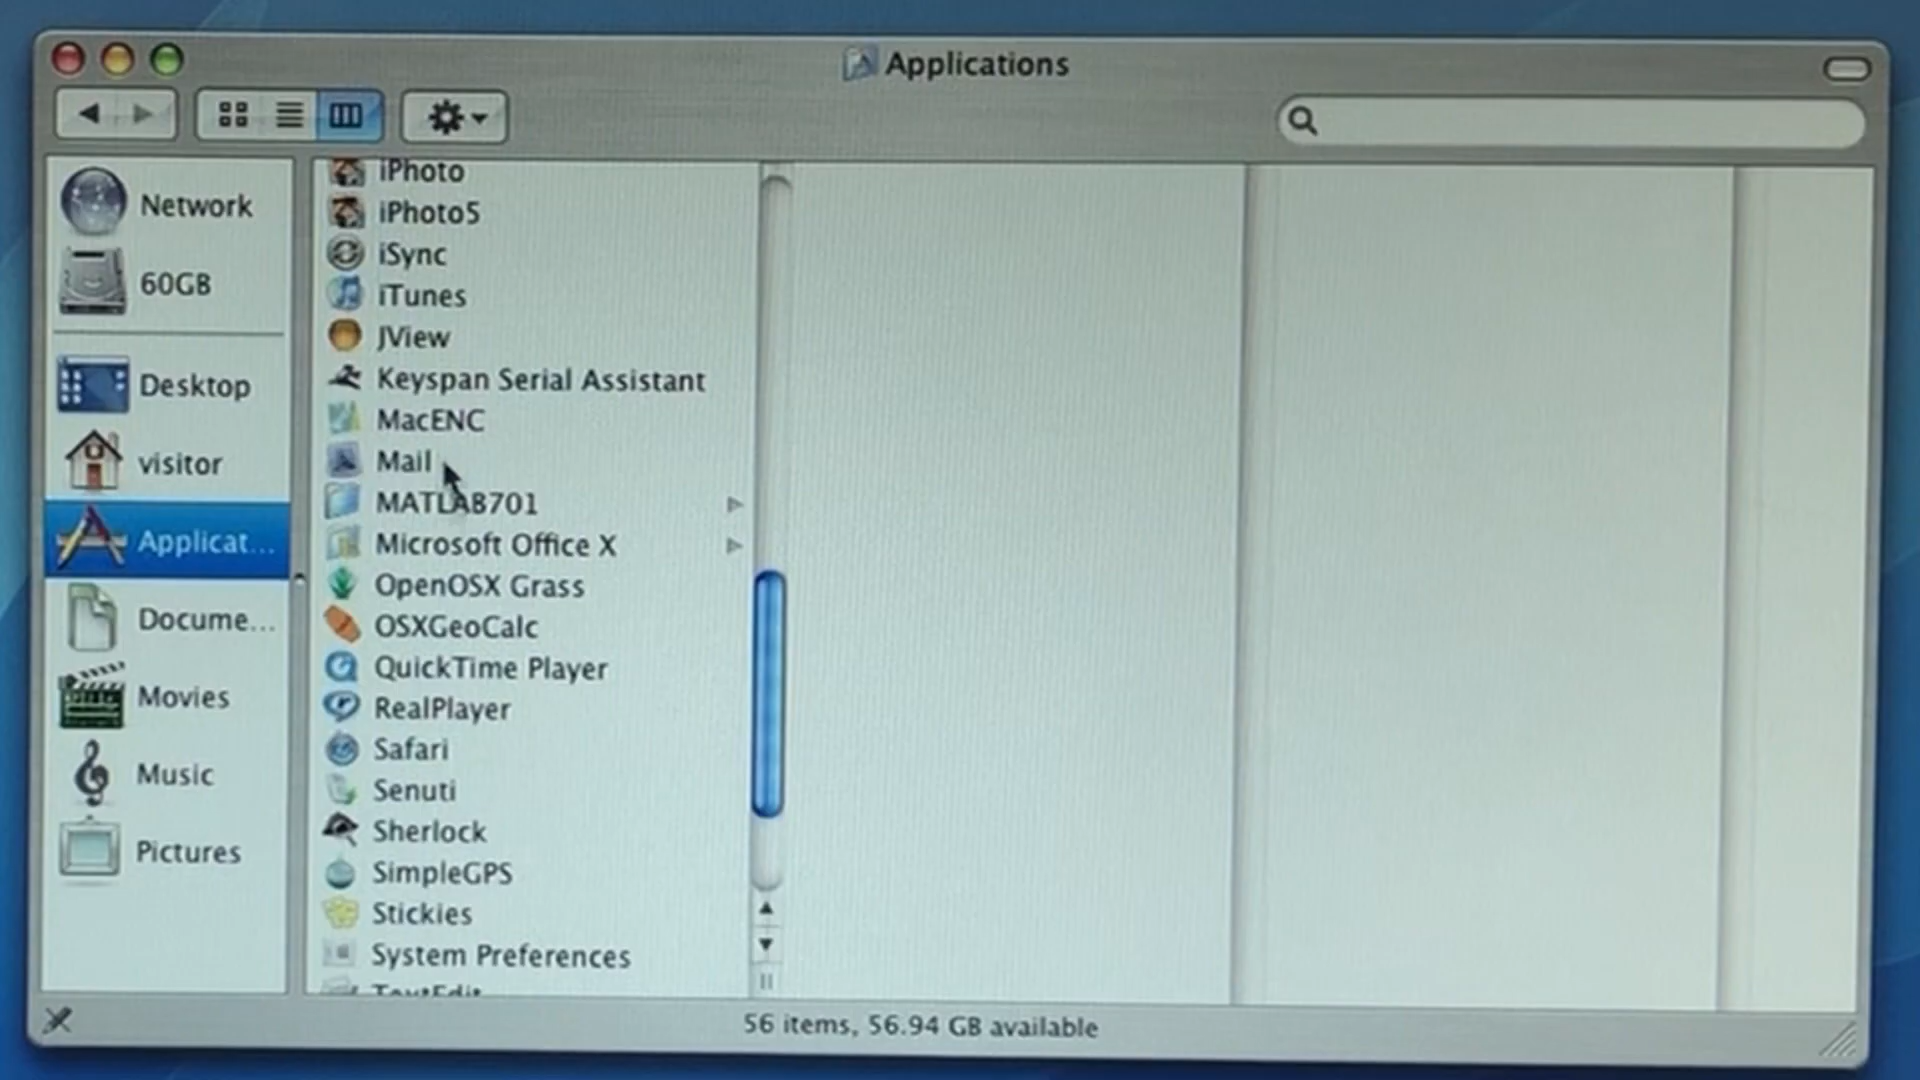 Applications
Network
60GB
Desktop
visitor
Applicat...
Docume...
Movies
Music
Pictures
iPhoto
iPhoto5
iSync
iTunes
JView
Keyspan Serial Assistant
MacENC
Mail
MATLAB701
Microsoft Office X
OpenOSX Grass
OSXGeoCalc
QuickTime Player
RealPlayer
Safari
Senuti
Sherlock
SimpleGPS
Stickies
System Preferences
TextEdit
56 items, 56.94 GB available